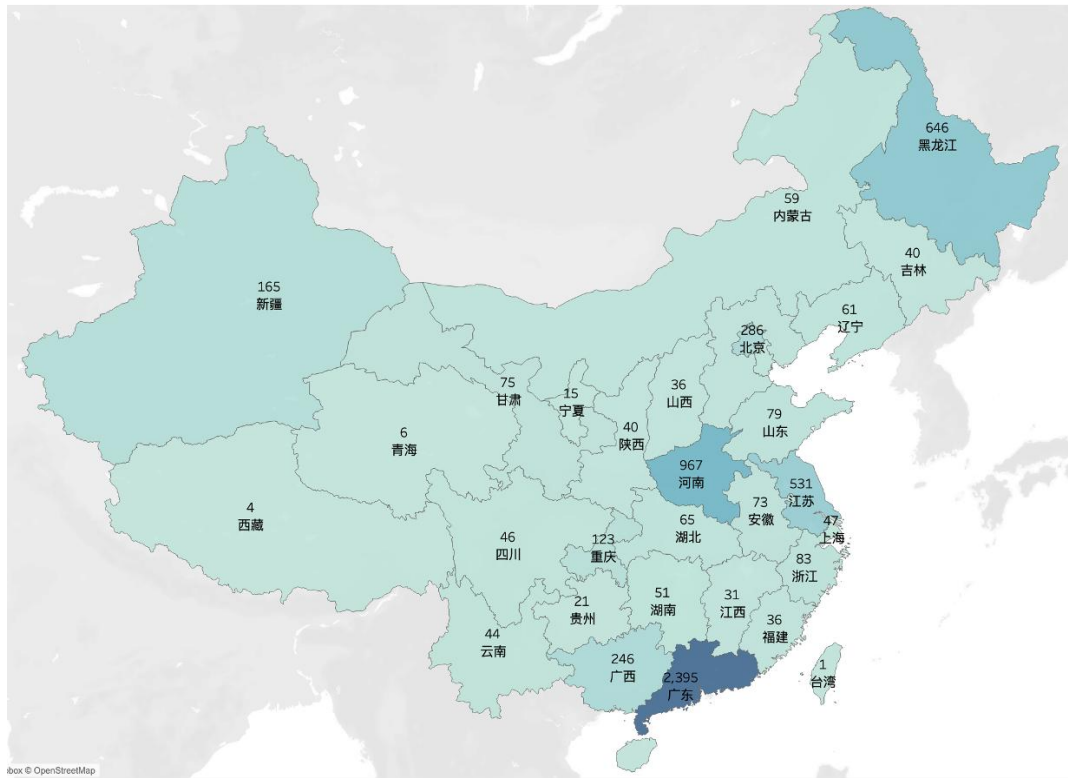 646
黑龙江
59
内蒙古
40
吉林
165
新疆
61
辽宁
286
北京
75
甘肃
15
宁夏
36
山西
79
山东
6
青海
40
陕西
967
河南
531
江苏
4
西藏
46
四川
123
重庆
65
湖北
73
安徽
47
上海
83
浙江
21
贵州
51
湖南
31
江西
36
福建
44
云南
246
广西
2,395
广东
1
台湾
box © OpenStreetMap